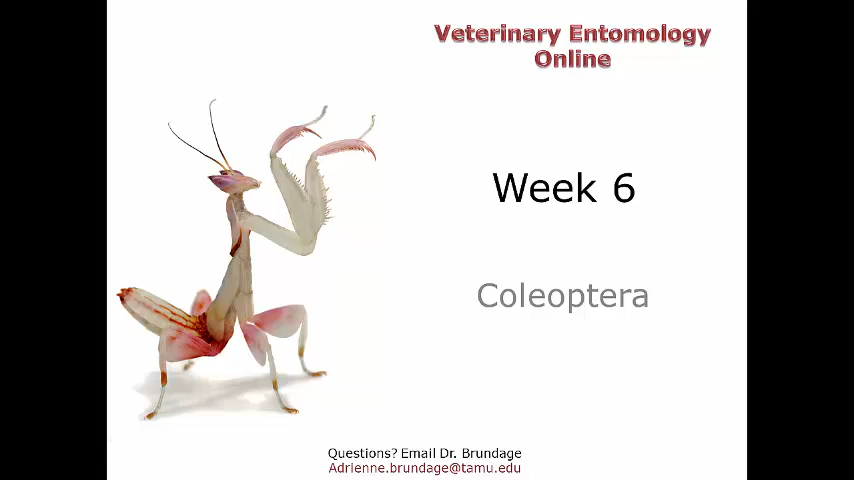 Veterinary Entomology
Online
Week 6
Coleoptera
Questions? Email Dr. Brundage
Adrienne.brundage@tamu.edu